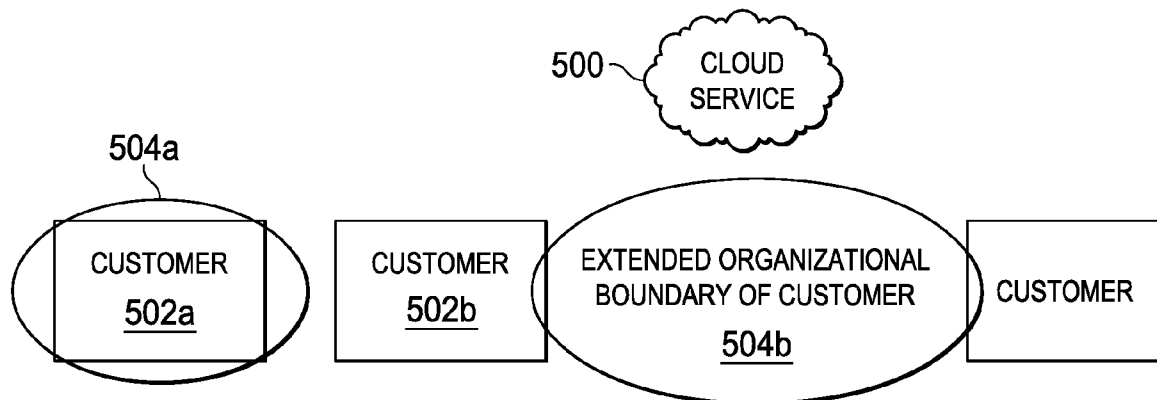 500
CLOUD
SERVICE
504a
CUSTOMER
502a
CUSTOMER
502b
EXTENDED ORGANIZATIONAL
BOUNDARY OF CUSTOMER
504b
CUSTOMER